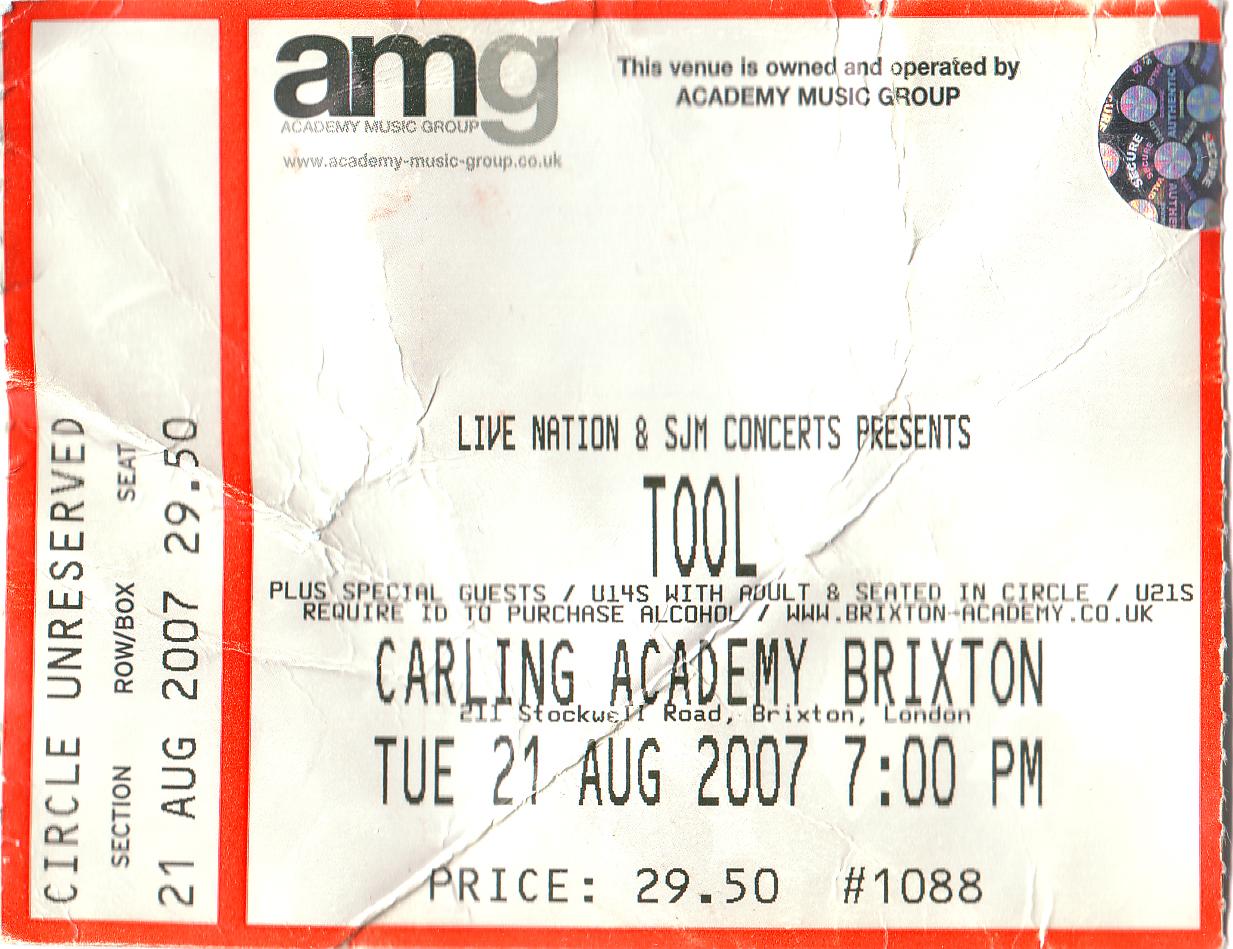 CIRCLE UNRESERVED
SECTION ROW/BOX SEAT
21 AUG 2007 29.50
amg
ACADEMY MUSIC GROUP
www.academy-music-group.co.uk
This venue is owned and operated by
ACADEMY MUSIC GROUP
SECURE
AUTHENTIC
SECURE
LIVE NATION & SJM CONCERTS PRESENTS
TOOL
PLUS SPECIAL GUESTS / U14S WITH ADULT & SEATED IN CIRCLE / U21S
REQUIRE ID TO PURCHASE ALCOHOL / WWW.BRIXTON-ACADEMY.CO.UK
CARLING ACADEMY BRIXTON
211 Stockwell Road, Brixton, London
TUE 21 AUG 2007 7:00 PM
PRICE: 29.50 #1088